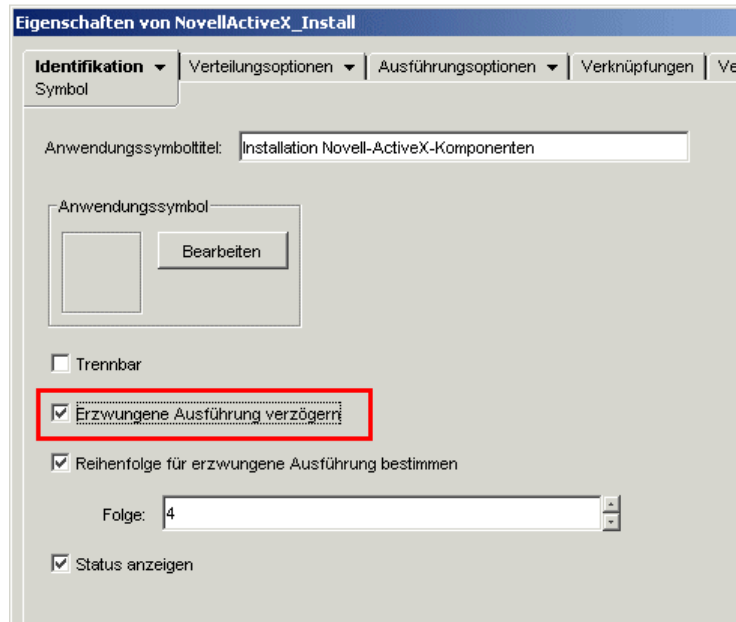 Eigenschaften von NovellActiveX_Install
Identifikation Verteilungsoptionen Ausführungsoptionen Verknüpfungen Ve
Symbol
Anwendungssymboltitel: Installation Novell-ActiveX-Komponenten
Anwendungssymbol
Bearbeiten
Trennbar
Erzwungene Ausführung verzögern
Reihenfolge für erzwungene Ausführung bestimmen
Folge: 4
Status anzeigen